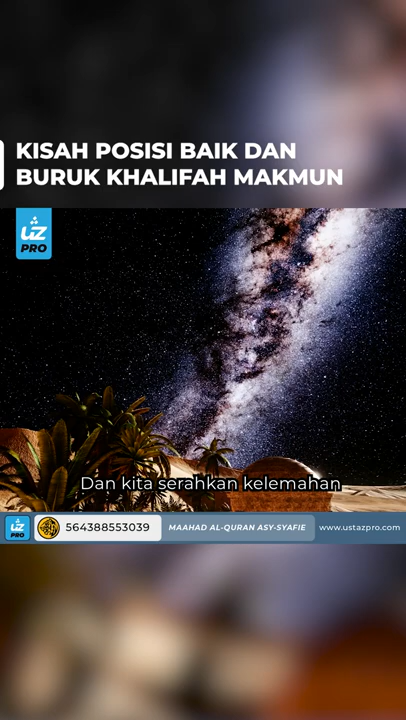 KISAH POSISI BAIK DAN
BURUK KHALIFAH MAKMUN
UZ
PRO
Dan kita serahkan kelemahan
UZ
PRO
564388553039
MAAHAD AL-QURAN ASY-SYAFIE
www.ustazpro.com